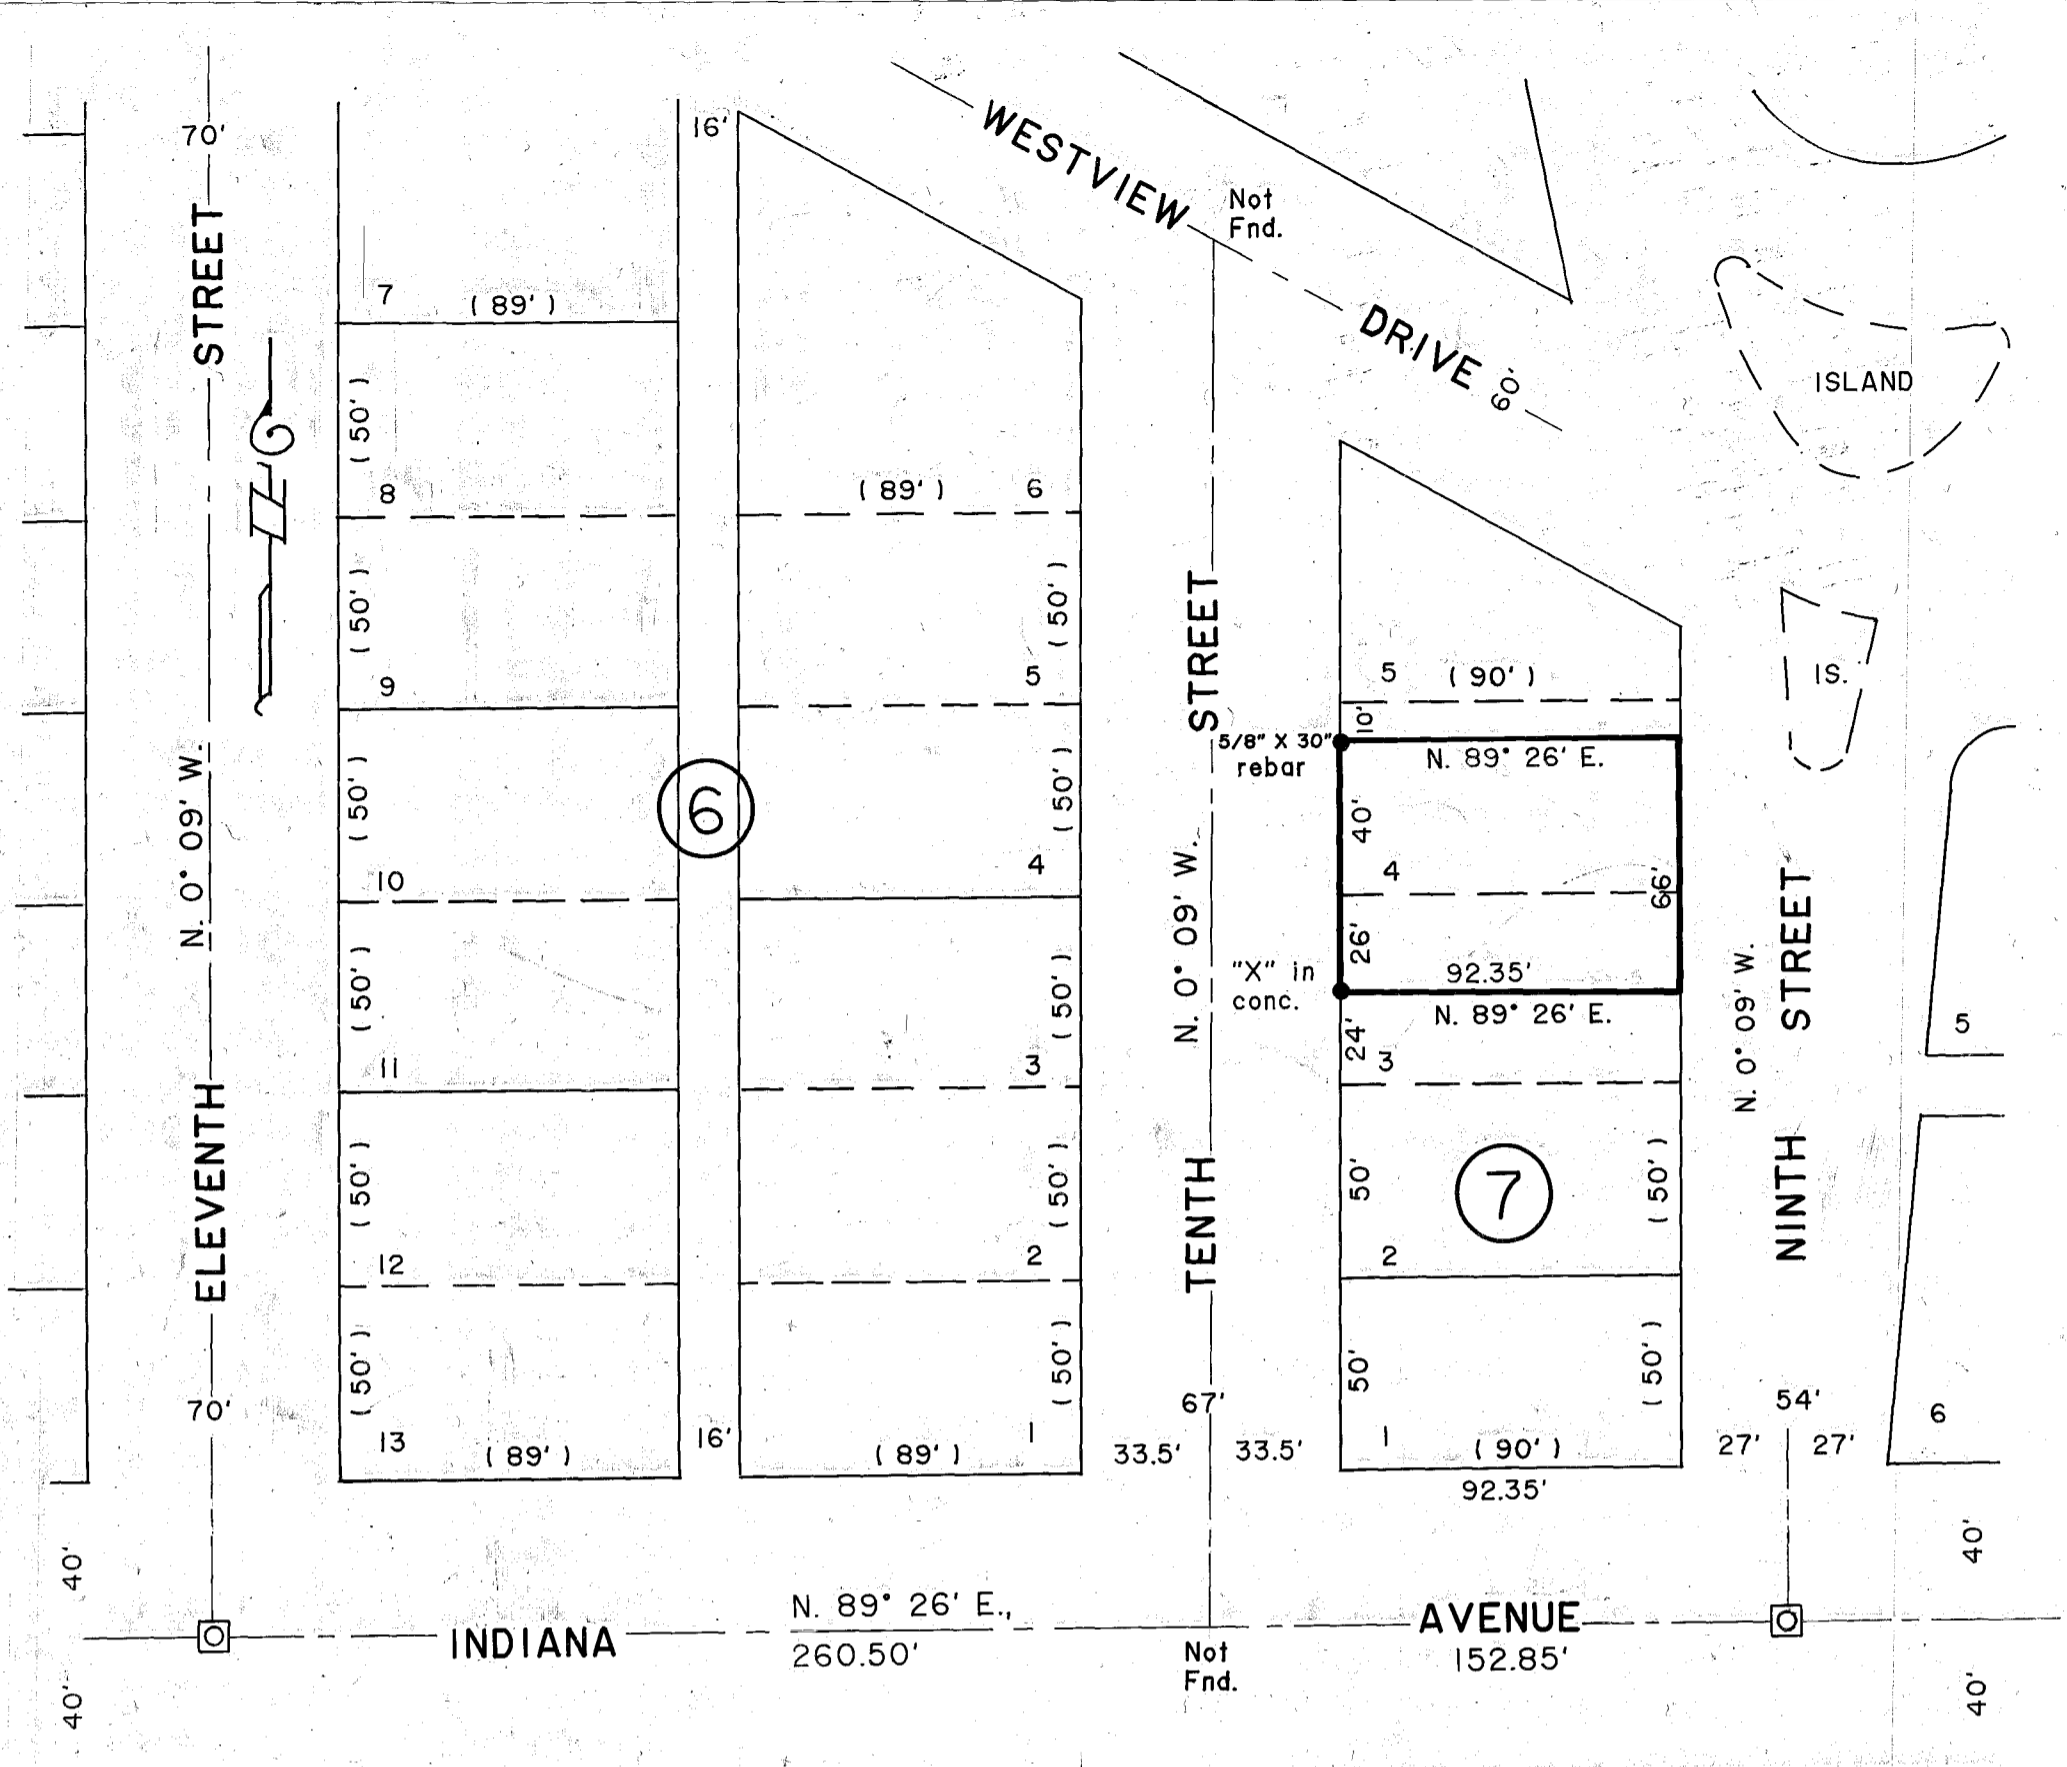 70'
16'
WESTVIEW
DRIVE 60'
Not
Fnd.
STREET
N
7
( 89' )
( 50' )
8
( 50' )
9
( 50' )
10
( 50' )
11
( 50' )
12
( 50' )
13
( 89' )
N. 0° 09' W.
ELEVENTH
70'
6
( 89' )
6
( 50' )
5
( 50' )
4
( 50' )
3
( 50' )
2
( 50' )
1
( 89' )
16'
ISLAND
IS.
STREET
N. 0° 09' W.
TENTH
67'
33.5'
33.5'
5
( 90' )
10'
5/8" X 30"
rebar
N. 89° 26' E.
40'
4
66'
26'
92.35'
"X" in
conc.
N. 89° 26' E.
24'
3
50'
7
( 50' )
2
50'
( 50' )
1
( 90' )
92.35'
N. 0° 09' W.
STREET
NINTH
54'
27'
27'
5
6
40'
40'
INDIANA
N. 89° 26' E.,
260.50'
Not
Fnd.
AVENUE
152.85'
40'
40'